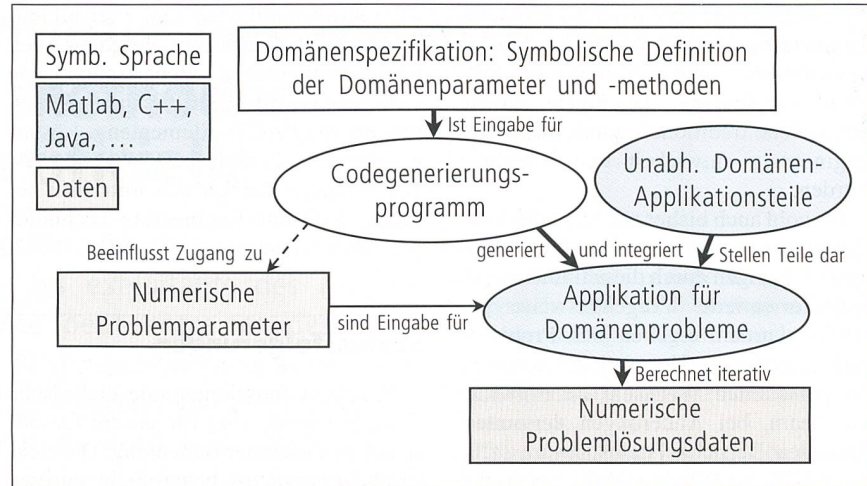 Symb. Sprache
Matlab, C++,
Java, ...
Daten
Domänenspezifikation: Symbolische Definition
der Domänenparameter und -methoden
Ist Eingabe für
Codegenerierungs-
programm
Unabh. Domänen-
Applikationsteile
Beeinflusst Zugang zu
generiert
und integriert
Stellen Teile dar
Numerische
Problemparameter
sind Eingabe für
Applikation für
Domänenprobleme
Berechnet iterativ
Numerische
Problemlösungsdaten